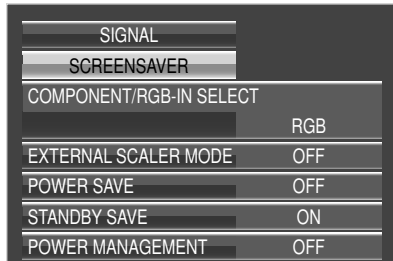 SIGNAL
SCREENSAVER
COMPONENT/RGB-IN SELECT
RGB
EXTERNAL SCALER MODE OFF
POWER SAVE OFF
STANDBY SAVE ON
POWER MANAGEMENT OFF